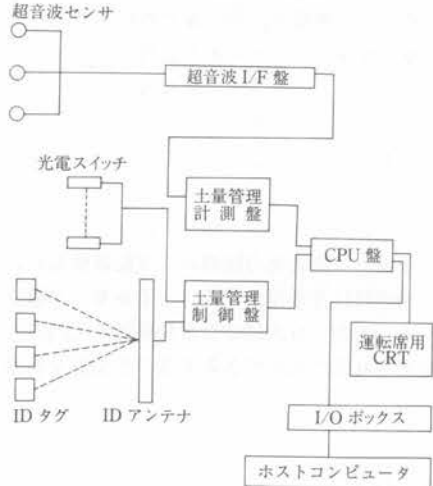 超音波センサ
超音波 I/F 盤
光電スイッチ
土量管理
計測盤
CPU 盤
土量管理
制御盤
運転席用
CRT
ID タグ
ID アンテナ
I/O ボックス
ホストコンピュータ